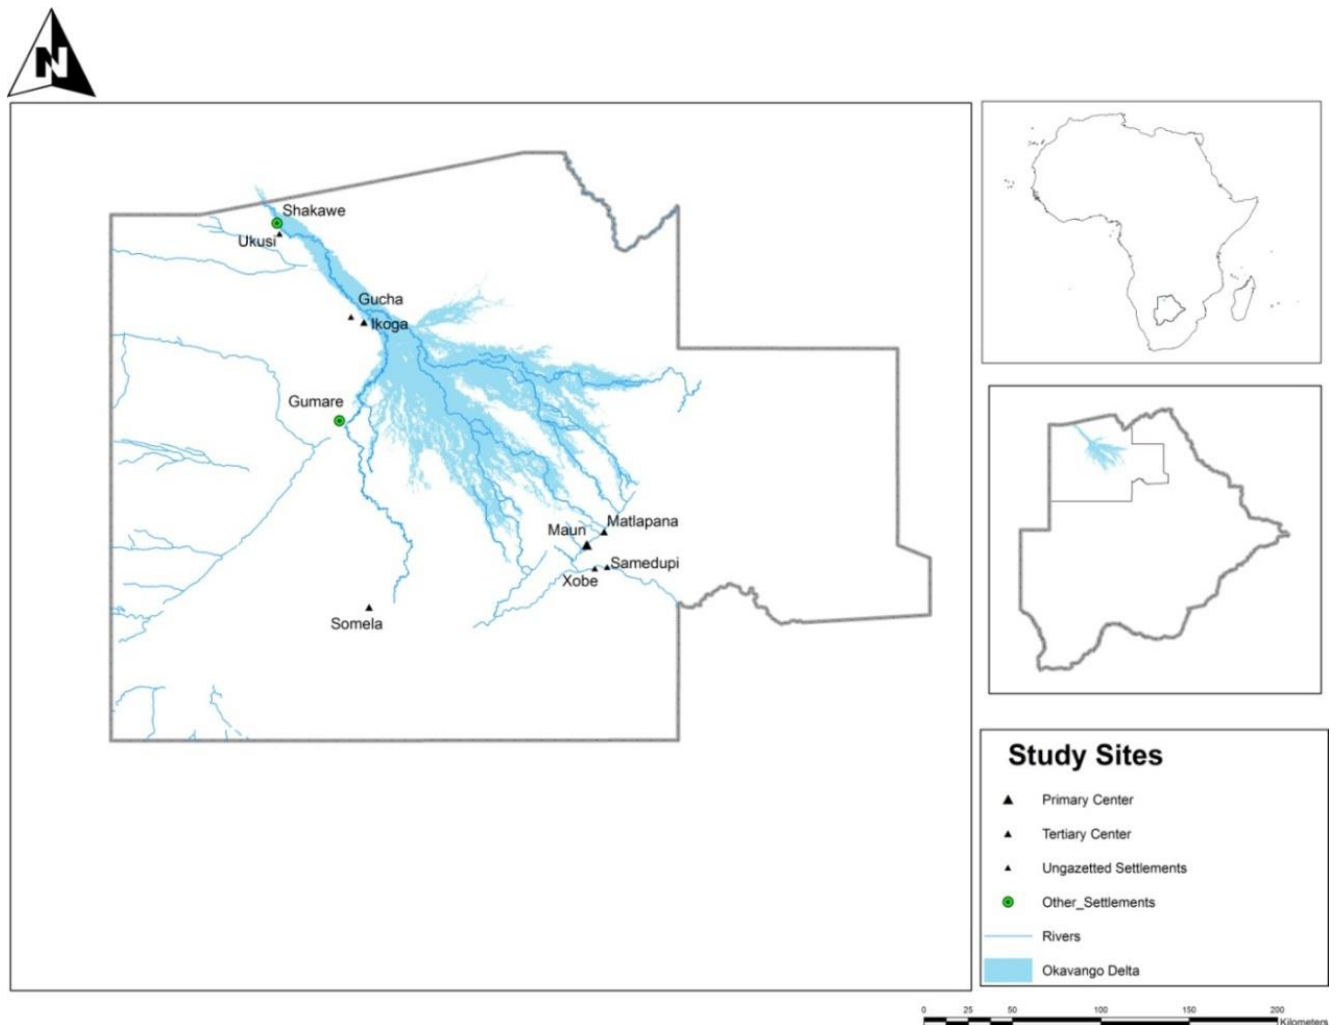 N
Shakawe
Ukusi
Gucha
Ikoga
Gumare
Maun
Matlapana
Samedupi
Xobe
Somela
Study Sites
Primary Center
Tertiary Center
Ungazetted Settlements
Other_Settlements
Rivers
Okavango Delta
0 25 50 100 150 200
Kilometers